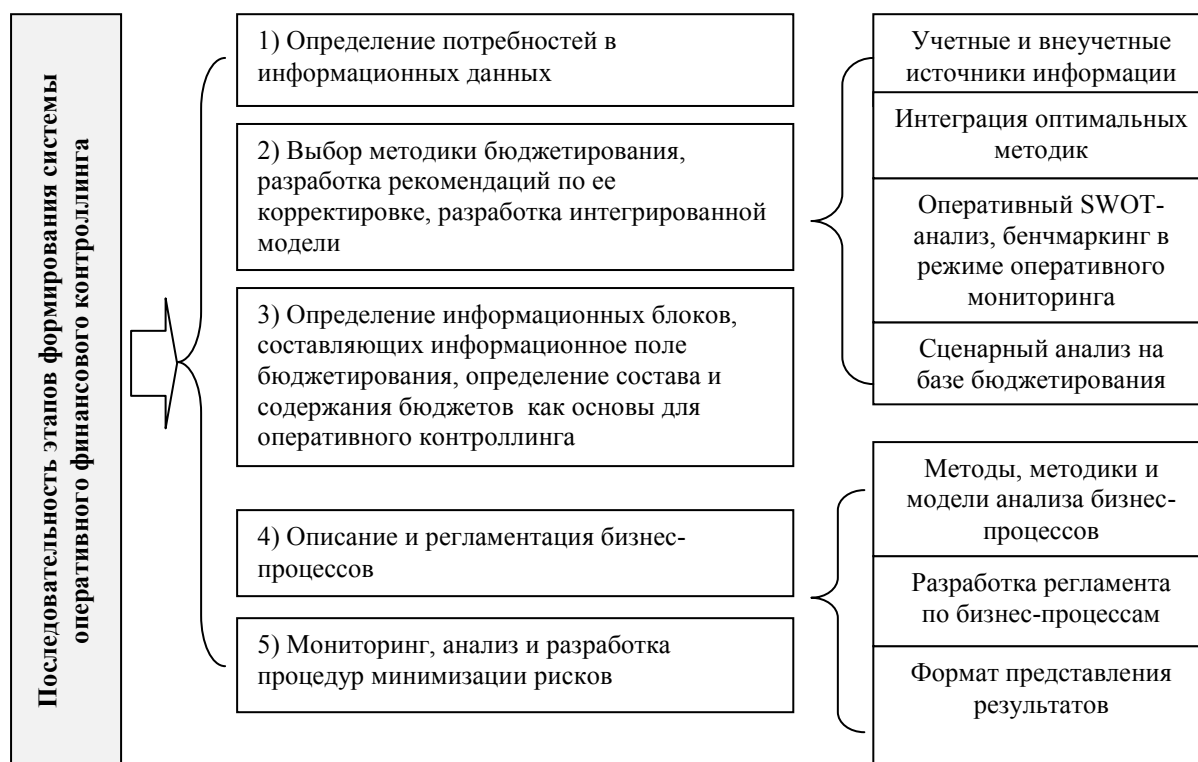 Последовательность этапов формирования системы
оперативного финансового контроллинга
1) Определение потребностей в
информационных данных
2) Выбор методики бюджетирования,
разработка рекомендаций по ее
корректировке, разработка интегрированной
модели
3) Определение информационных блоков,
составляющих информационное поле
бюджетирования, определение состава и
содержания бюджетов как основы для
оперативного контроллинга
4) Описание и регламентация бизнес-
процессов
5) Мониторинг, анализ и разработка
процедур минимизации рисков
Учетные и внеучетные
источники информации
Интеграция оптимальных
методик
Оперативный SWOT-
анализ, бенчмаркинг в
режиме оперативного
мониторинга
Сценарный анализ на
базе бюджетирования
Методы, методики и
модели анализа бизнес-
процессов
Разработка регламента
по бизнес-процессам
Формат представления
результатов